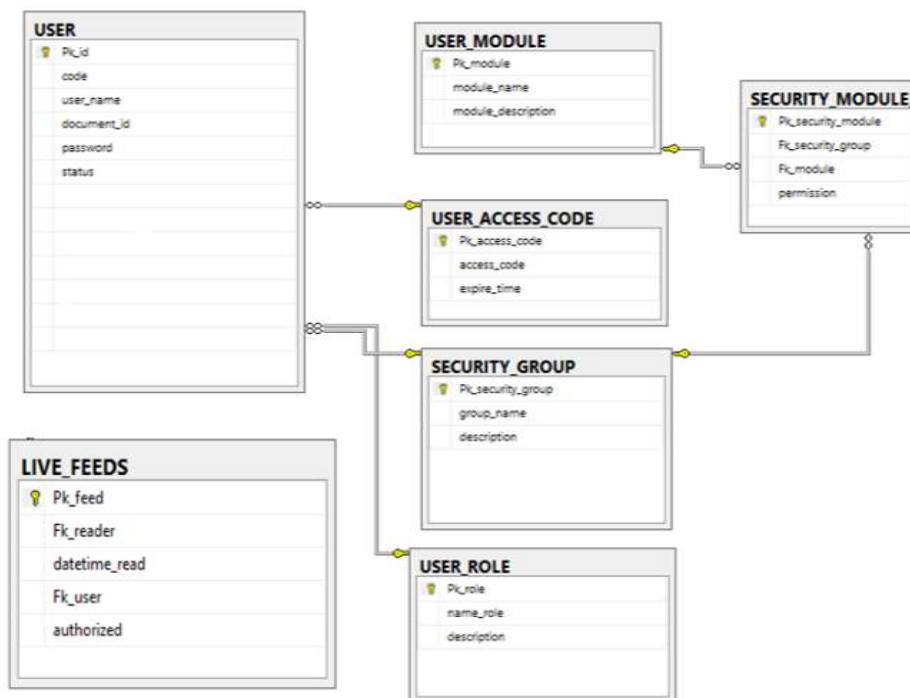 USER
Pk_id
code
user_name
document_id
password
status
USER_MODULE
Pk_module
module_name
module_description
SECURITY_MODULE
Pk_security_module
Fk_security_group
Fk_module
permission
USER_ACCESS_CODE
Pk_access_code
access_code
expire_time
SECURITY_GROUP
Pk_security_group
group_name
description
LIVE_FEEDS
Pk_feed
Fk_reader
datetime_read
Fk_user
authorized
USER_ROLE
Pk_role
name_role
description